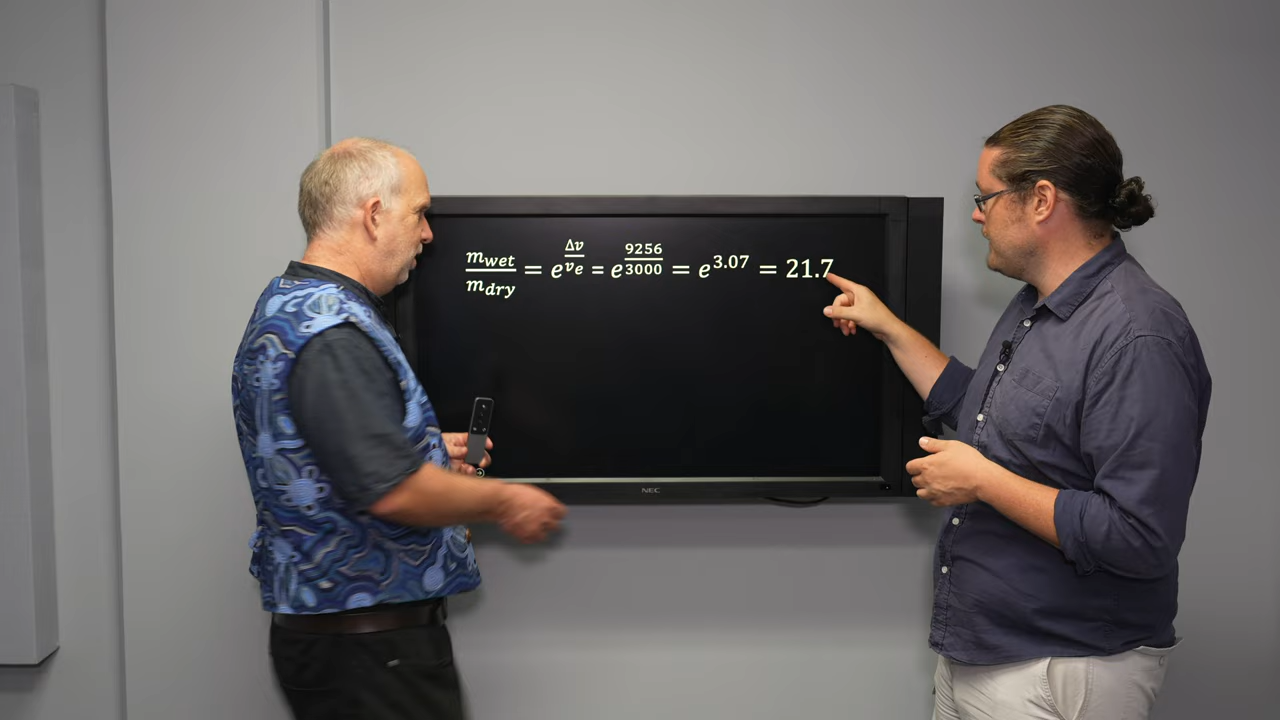 m_wet/m_dry = e^(Δv/v_e) = e^(9256/3000) = e^3.07 = 21.7
NEC